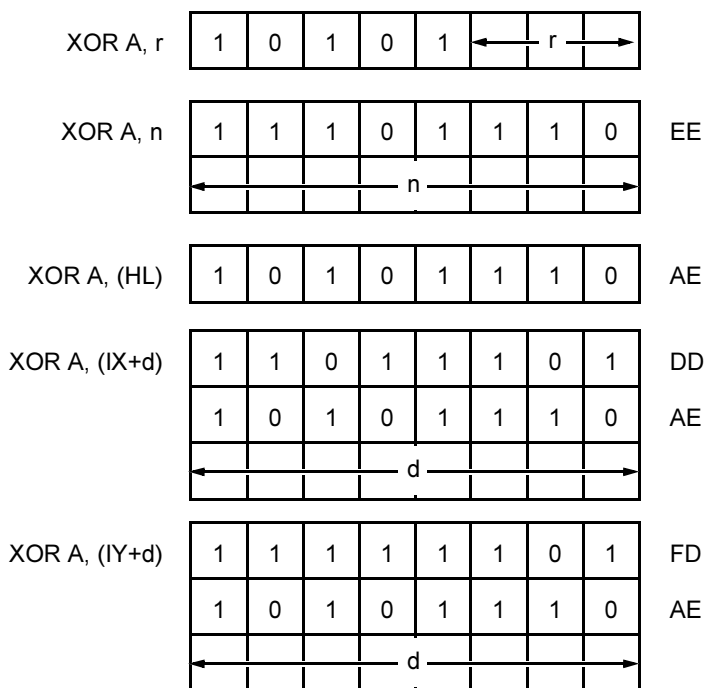 XOR A, r 1 0 1 0 1 r
XOR A, n 1 1 1 0 1 1 1 0 EE
n
XOR A, (HL) 1 0 1 0 1 1 1 0 AE
XOR A, (IX+d) 1 1 0 1 1 1 0 1 DD
1 0 1 0 1 1 1 0 AE
d
XOR A, (IY+d) 1 1 1 1 1 1 0 1 FD
1 0 1 0 1 1 1 0 AE
d